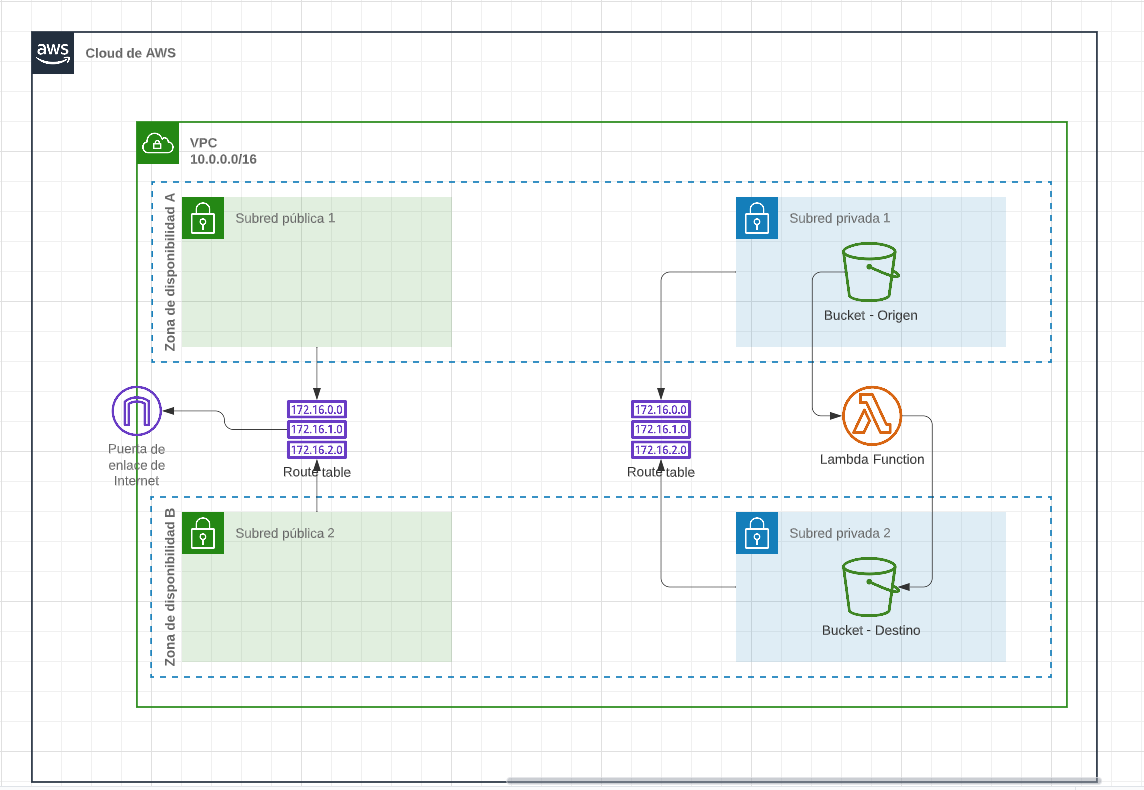 aws
Cloud de AWS
VPC
10.0.0.0/16
Zona de disponibilidad A
Subred pública 1
Subred privada 1
Bucket - Origen
Puerta de
enlace de
Internet
172.16.0.0
172.16.1.0
172.16.2.0
Route table
172.16.0.0
172.16.1.0
172.16.2.0
Route table
Lambda Function
Zona de disponibilidad B
Subred pública 2
Subred privada 2
Bucket - Destino